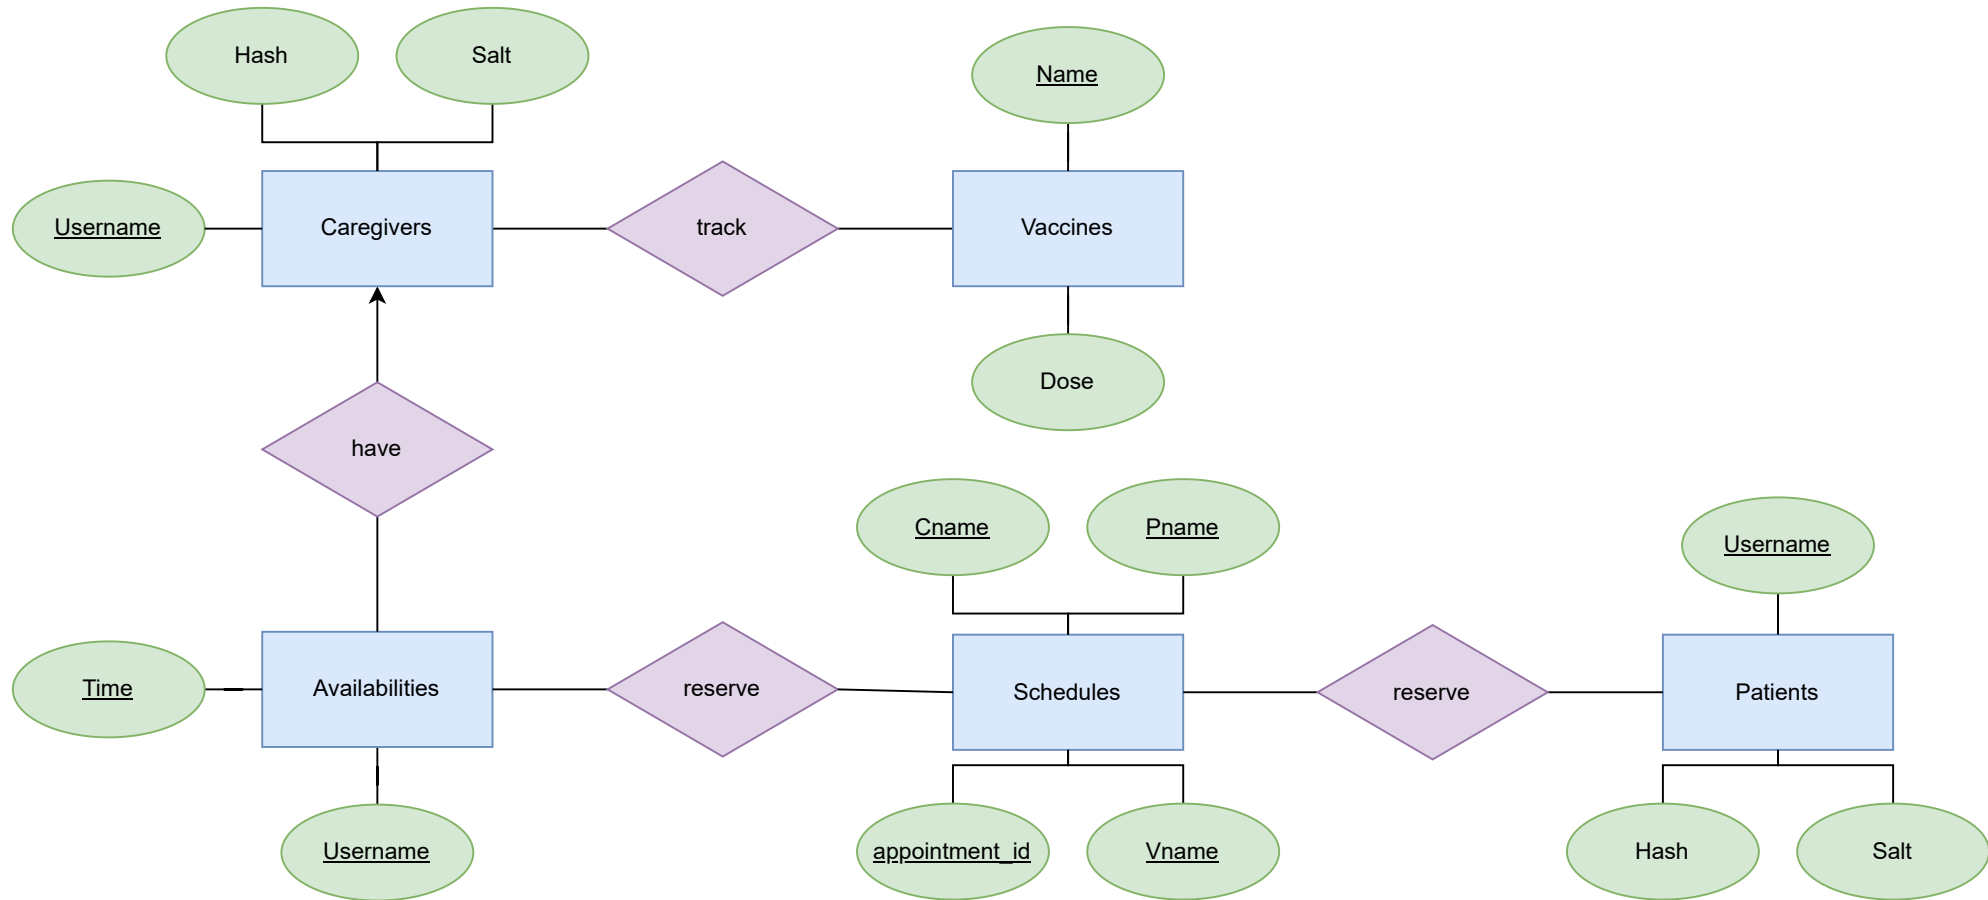 Hash
Salt
Name
Username
Caregivers
track
Vaccines
Dose
have
Cname
Pname
Username
Time
Availabilities
reserve
Schedules
reserve
Patients
Username
appointment_id
Vname
Hash
Salt